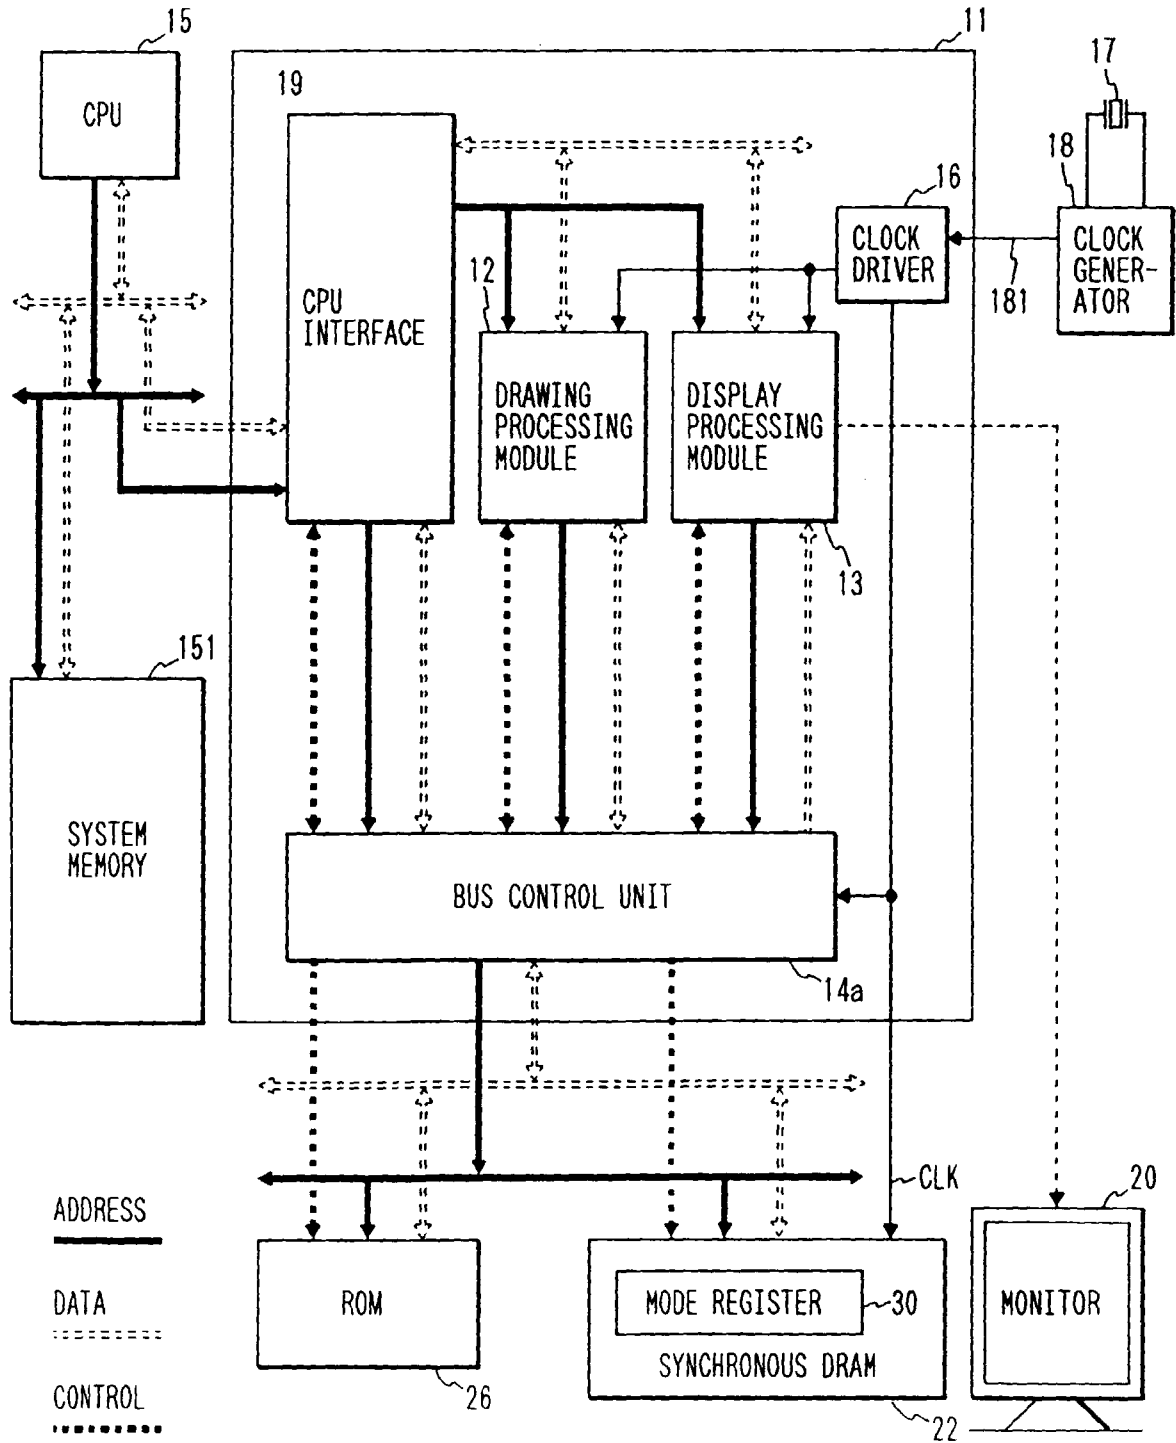 15
11
17
CPU
19
18
16
CLOCK
DRIVER
CLOCK
GENER-
ATOR
181
12
CPU
INTERFACE
DRAWING
PROCESSING
MODULE
DISPLAY
PROCESSING
MODULE
13
151
SYSTEM
MEMORY
BUS CONTROL UNIT
14a
CLK
20
ADDRESS
DATA
CONTROL
ROM
26
MODE REGISTER
30
SYNCHRONOUS DRAM
22
MONITOR